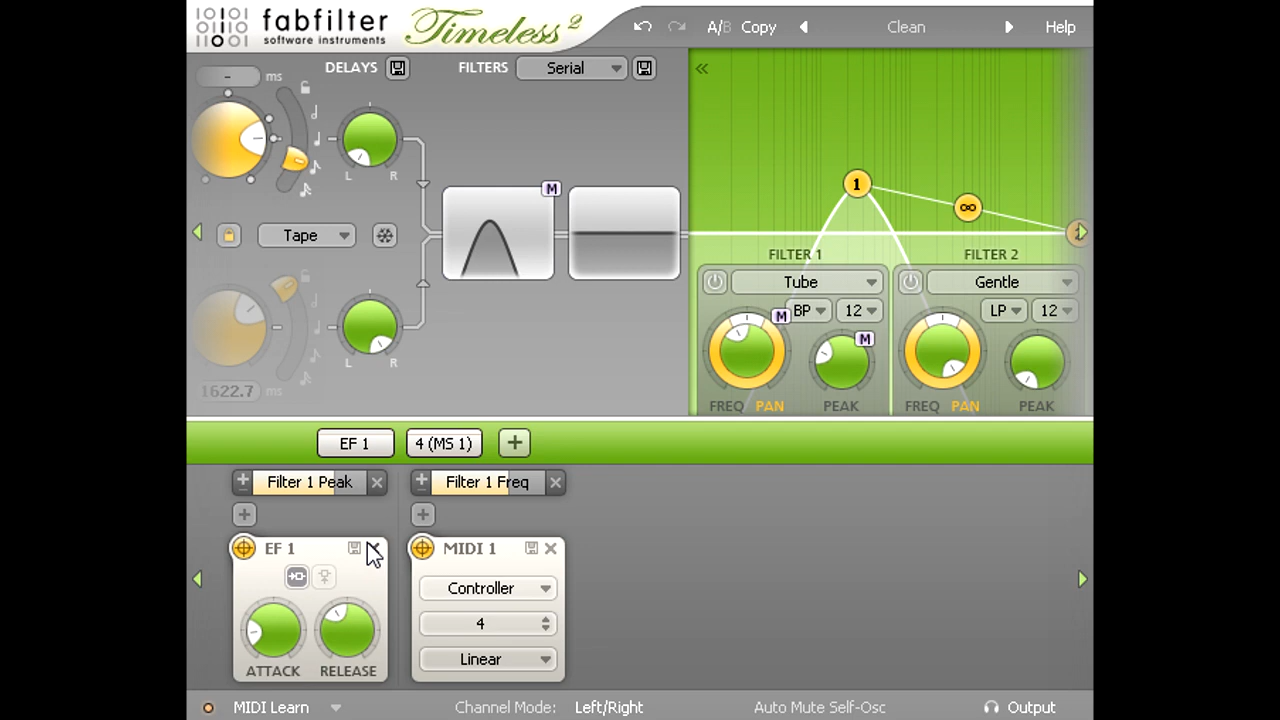 fabfilter
software instruments
Timeless 2
A/B Copy
Clean
Help
- ms
DELAYS
FILTERS
Serial
L R
M
Tape
L R
1622.7 ms
1
∞
FILTER 1
FILTER 2
Tube
Gentle
M
BP
12
LP
12
M
FREQ PAN
PEAK
FREQ PAN
PEAK
EF 1
4 (MS 1)
+
Filter 1 Peak
Filter 1 Freq
EF 1
MIDI 1
Controller
4
Linear
ATTACK
RELEASE
MIDI Learn
Channel Mode: Left/Right
Auto Mute Self-Osc
Output